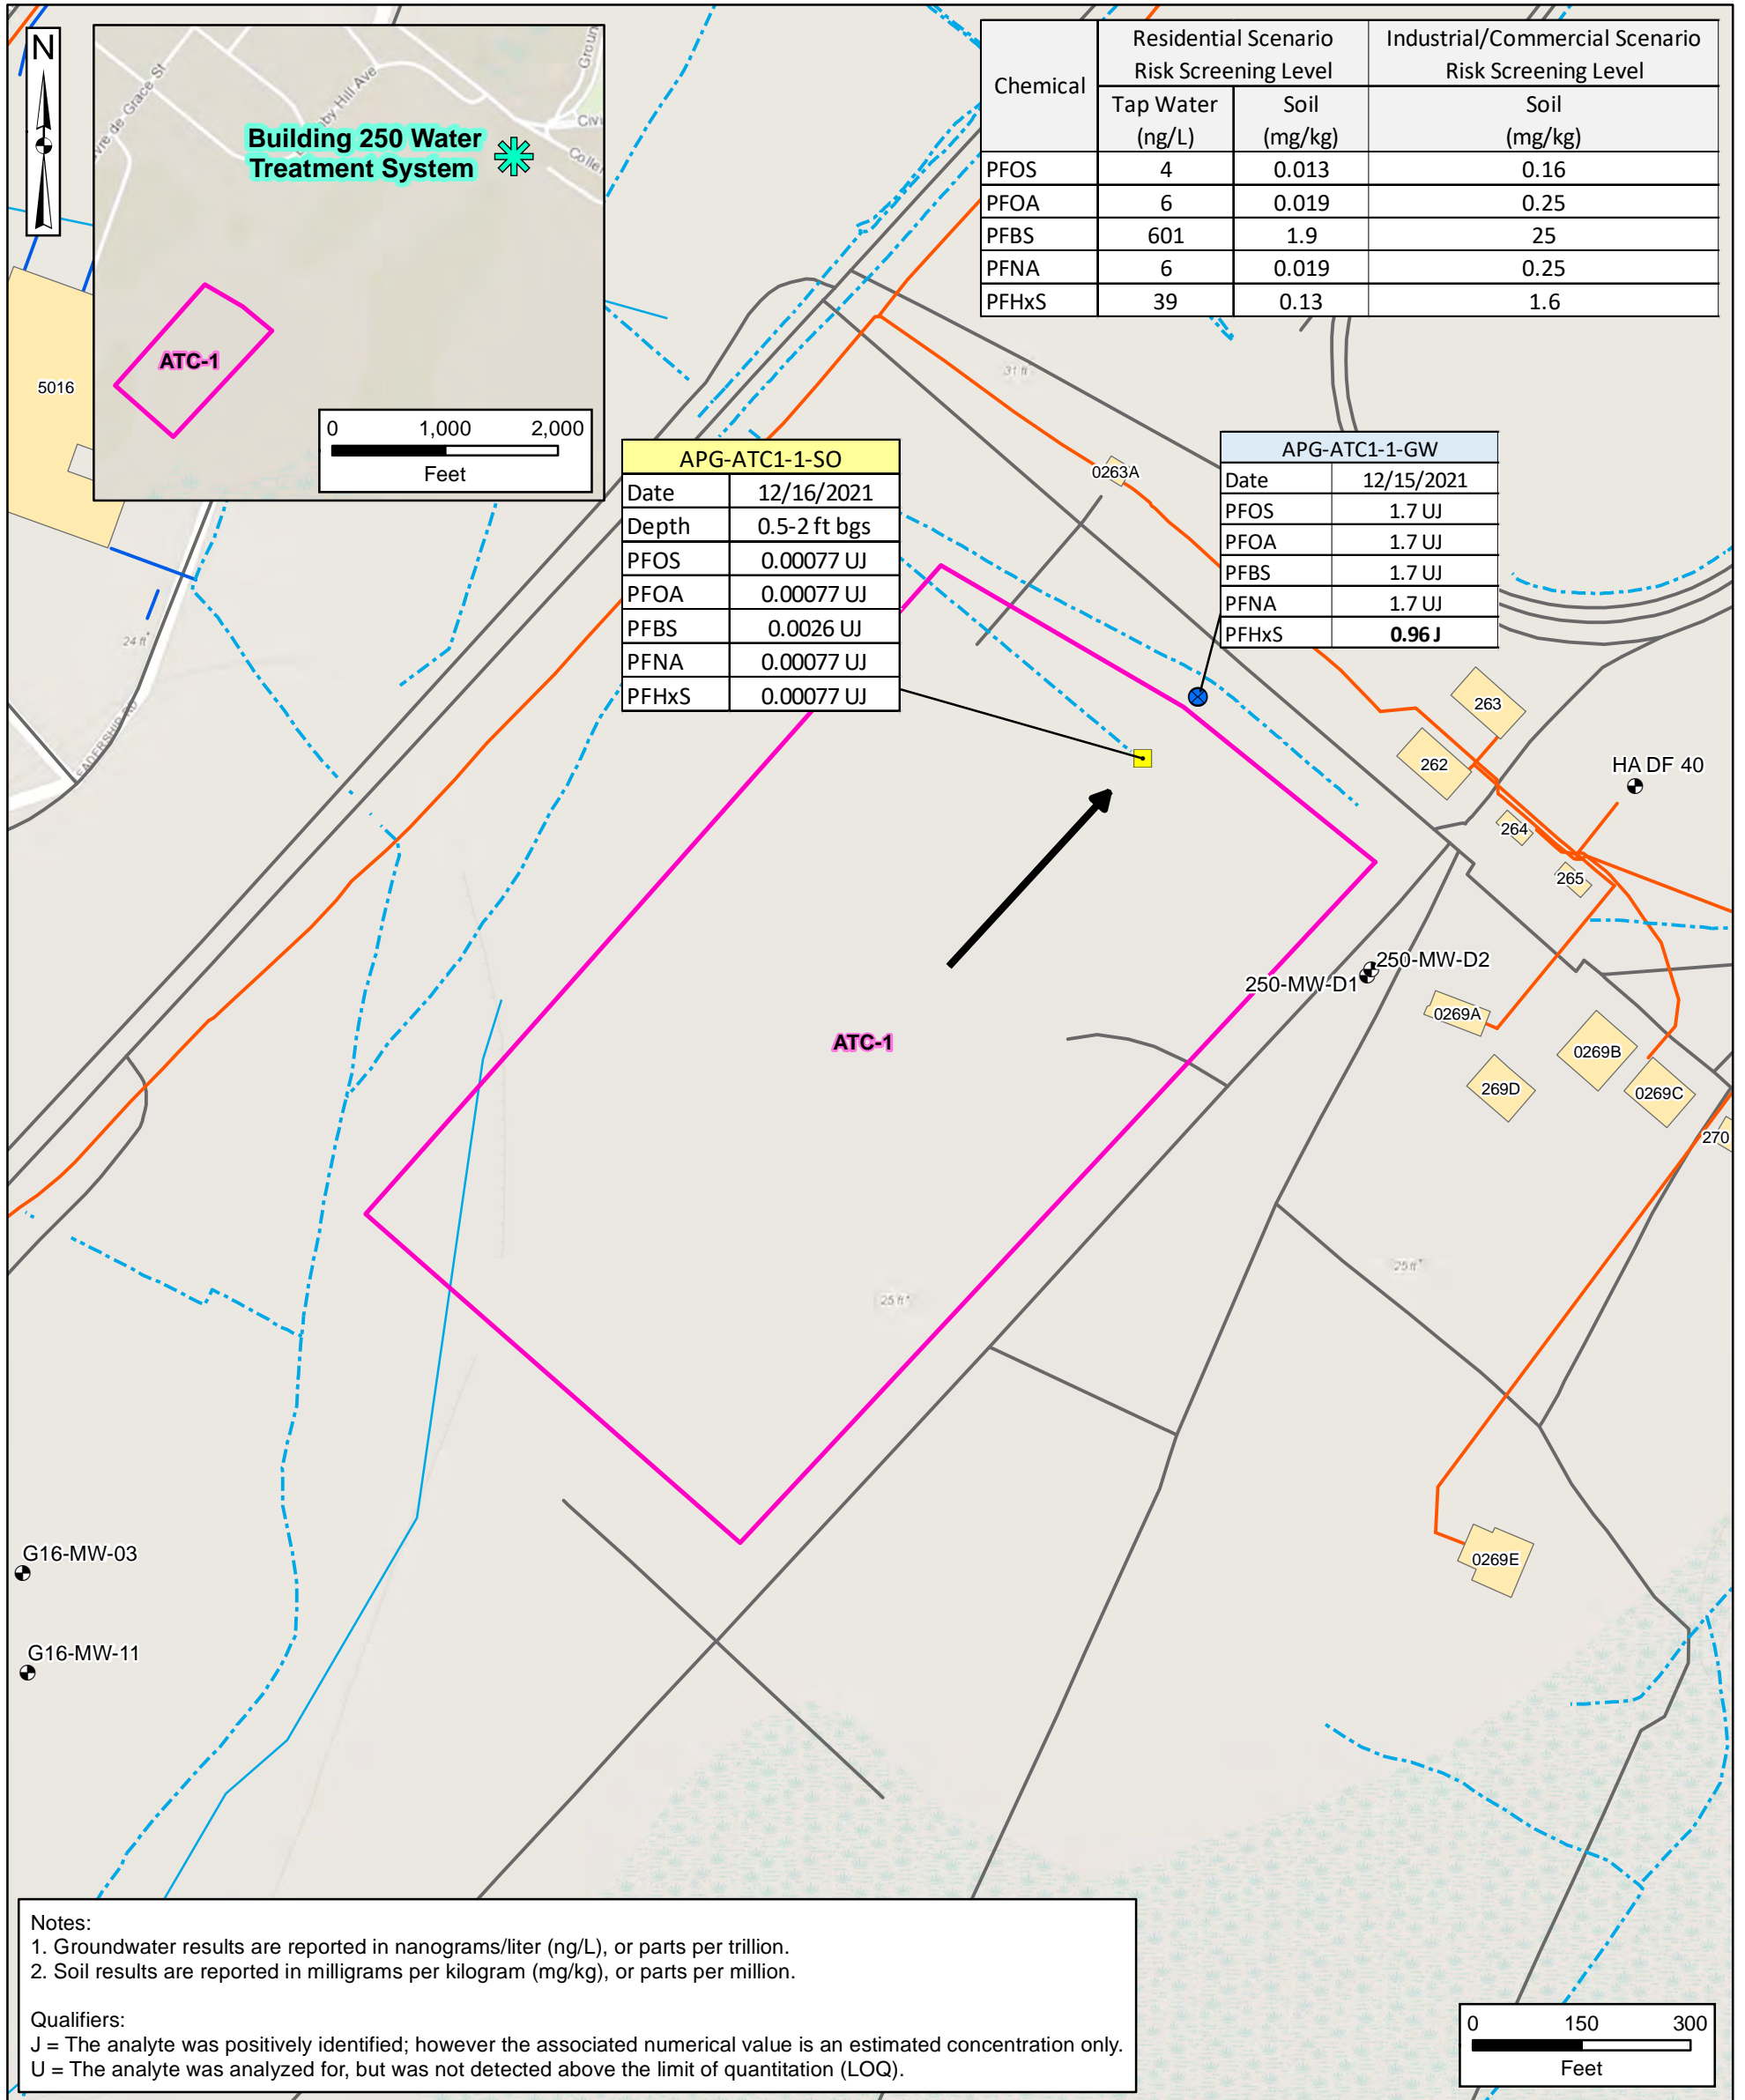 N
Building 250 Water
Treatment System
Civi
ATC-1
0 1,000 2,000
Feet
Chemical
Residential Scenario
Risk Screening Level
Industrial/Commercial Scenario
Risk Screening Level
Tap Water
(ng/L)
Soil
(mg/kg)
Soil
(mg/kg)
PFOS 4 0.013 0.16
PFOA 6 0.019 0.25
PFBS 601 1.9 25
PFNA 6 0.019 0.25
PFHxS 39 0.13 1.6
5016
31 ft
APG-ATC1-1-SO
Date 12/16/2021
Depth 0.5-2 ft bgs
PFOS 0.00077 UJ
PFOA 0.00077 UJ
PFBS 0.0026 UJ
PFNA 0.00077 UJ
PFHxS 0.00077 UJ
0263A
APG-ATC1-1-GW
Date 12/15/2021
PFOS 1.7 UJ
PFOA 1.7 UJ
PFBS 1.7 UJ
PFNA 1.7 UJ
PFHxS 0.96 J
24 ft
EADERSHIP RD
263
262
HA DF 40
264
265
250-MW-D2
250-MW-D1
0269A
ATC-1
0269B
269D
0269C
270
25 ft
25 ft
G16-MW-03
0269E
G16-MW-11
Notes:
1. Groundwater results are reported in nanograms/liter (ng/L), or parts per trillion.
2. Soil results are reported in milligrams per kilogram (mg/kg), or parts per million.
Qualifiers:
J = The analyte was positively identified; however the associated numerical value is an estimated concentration only.
U = The analyte was analyzed for, but was not detected above the limit of quantitation (LOQ).
0 150 300
Feet